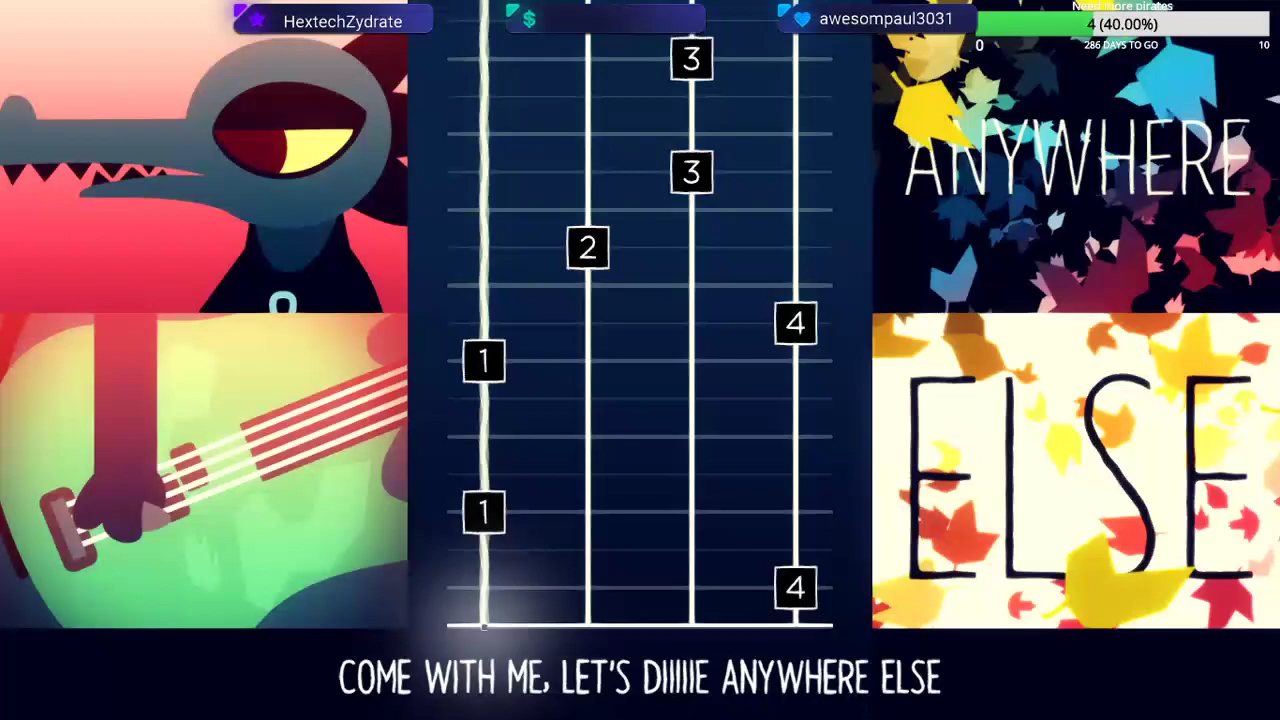 HextechZydrate
$
awesompaul3031
Need more pirates
4 (40.00%)
0
286 DAYS TO GO
10
3
ANYWHERE
3
2
4
1
ELSE
1
4
COME WITH ME, LET'S DIIIIIE ANYWHERE ELSE